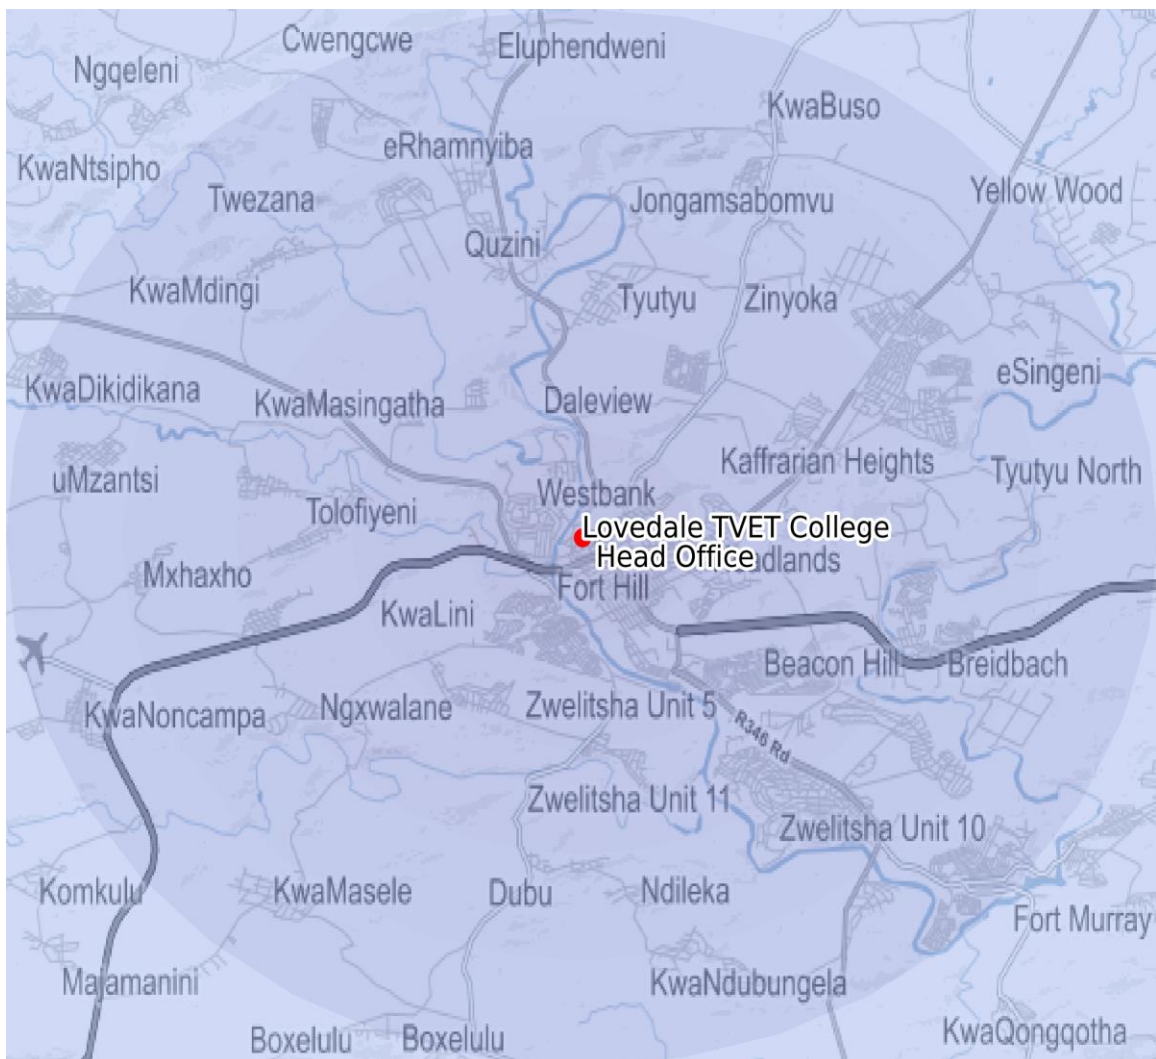 Cwengcwe
Eluphendweni
Ngqeleni
KwaBuso
eRhamnyiba
KwaNtsipho
Yellow Wood
Twezana
Jongamsabomvu
Quzini
KwaMdingi
Tyutyu
Zinyoka
eSingeni
KwaDikidikana
KwaMasingatha
Daleview
Kaffrarian Heights
uMzantsi
Tyutyu North
Westbank
Tolofiyeni
Lovedale TVET College
Head Office
Mxhaxho
Fort Hill
KwaLini
Beacon Hill
Breidbach
KwaNoncampa
Ngxwalane
Zwelitsha Unit 5
R346 Rd
Zwelitsha Unit 11
Zwelitsha Unit 10
Komkulu
KwaMasele
Dubu
Ndileka
Fort Murray
Majamanini
KwaNdubungela
Boxelulu
Boxelulu
KwaQongqotha